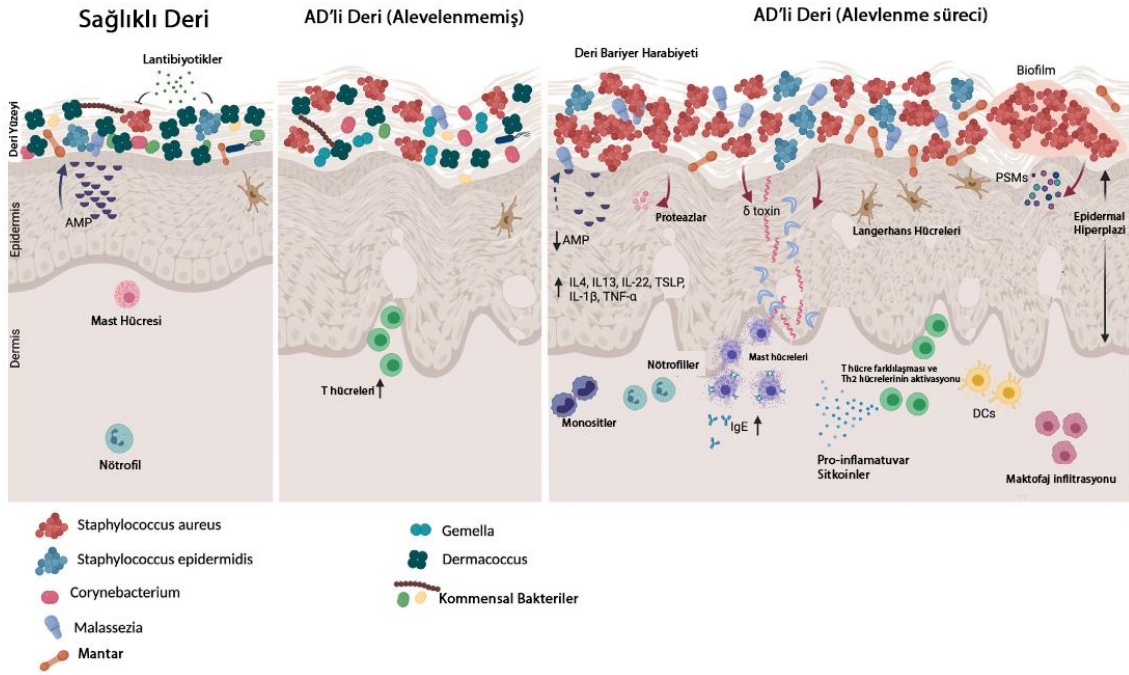 Sağlıklı Deri
AD'li Deri (Alevelenmemiş)
AD'li Deri (Alevlenme süreci)
Lantibiyotikler
Deri Yüzeyi
Epidermis
Dermis
AMP
Mast Hücresi
Nötrofil
T hücreleri
Deri Bariyer Harabiyeti
Biofilm
PSMs
Proteazlar
δ toxin
Langerhans Hücreleri
Epidermal
Hiperplazi
AMP
IL4, IL13, IL-22, TSLP,
IL-1β, TNF-α
Mast hücreleri
Nötrofiller
Monositler
IgE
T hücre farklılaşması ve
Th2 hücrelerinin aktivasyonu
DCs
Pro-inflamatuvar
Sitkoinler
Maktofaj inflitrasyonu
Staphylococcus aureus
Staphylococcus epidermidis
Corynebacterium
Malassezia
Mantar
Gemella
Dermacoccus
Kommensal Bakteriler